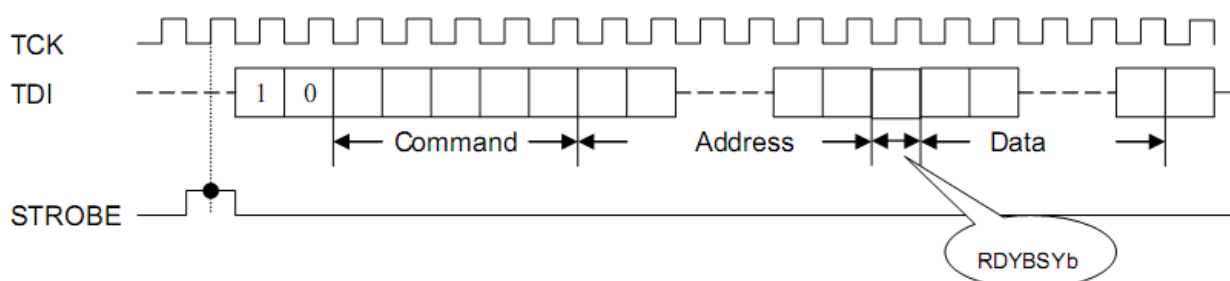 TCK
TDI
1 0
Command
Address
Data
STROBE
RDYBSYb